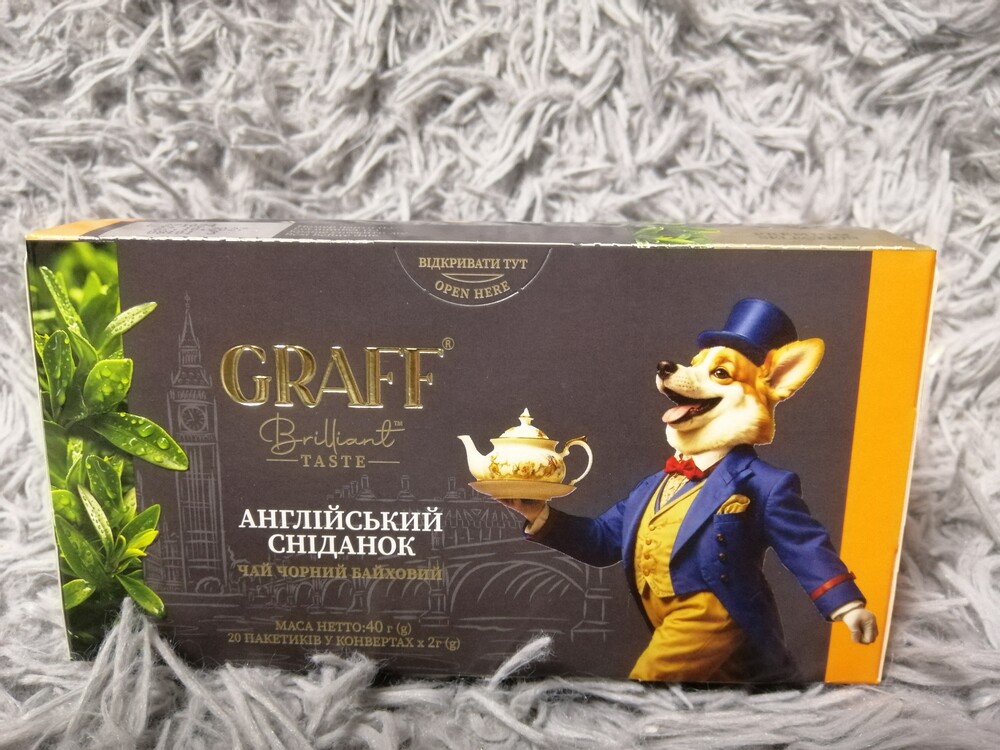 ВІДКРИВАТИ ТУТ
OPEN HERE
GRAFF®
Brilliant™
TASTE
АНГЛІЙСЬКИЙ
СНІДАНОК
ЧАЙ ЧОРНИЙ БАЙХОВИЙ
МАСА НЕТТО:40 г (g)
20 ПАКЕТИКІВ У КОНВЕРТАХ х 2г (g)